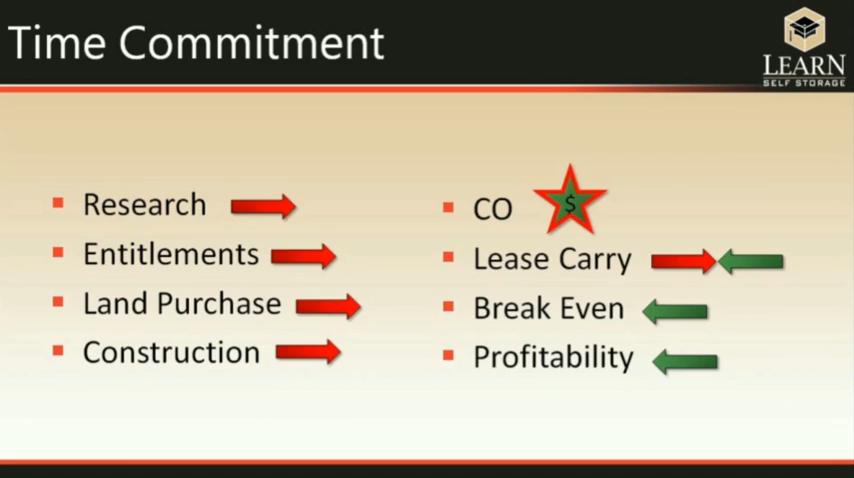 Time Commitment
LEARN
SELF STORAGE
Research
Entitlements
Land Purchase
Construction
CO
$
Lease Carry
Break Even
Profitability